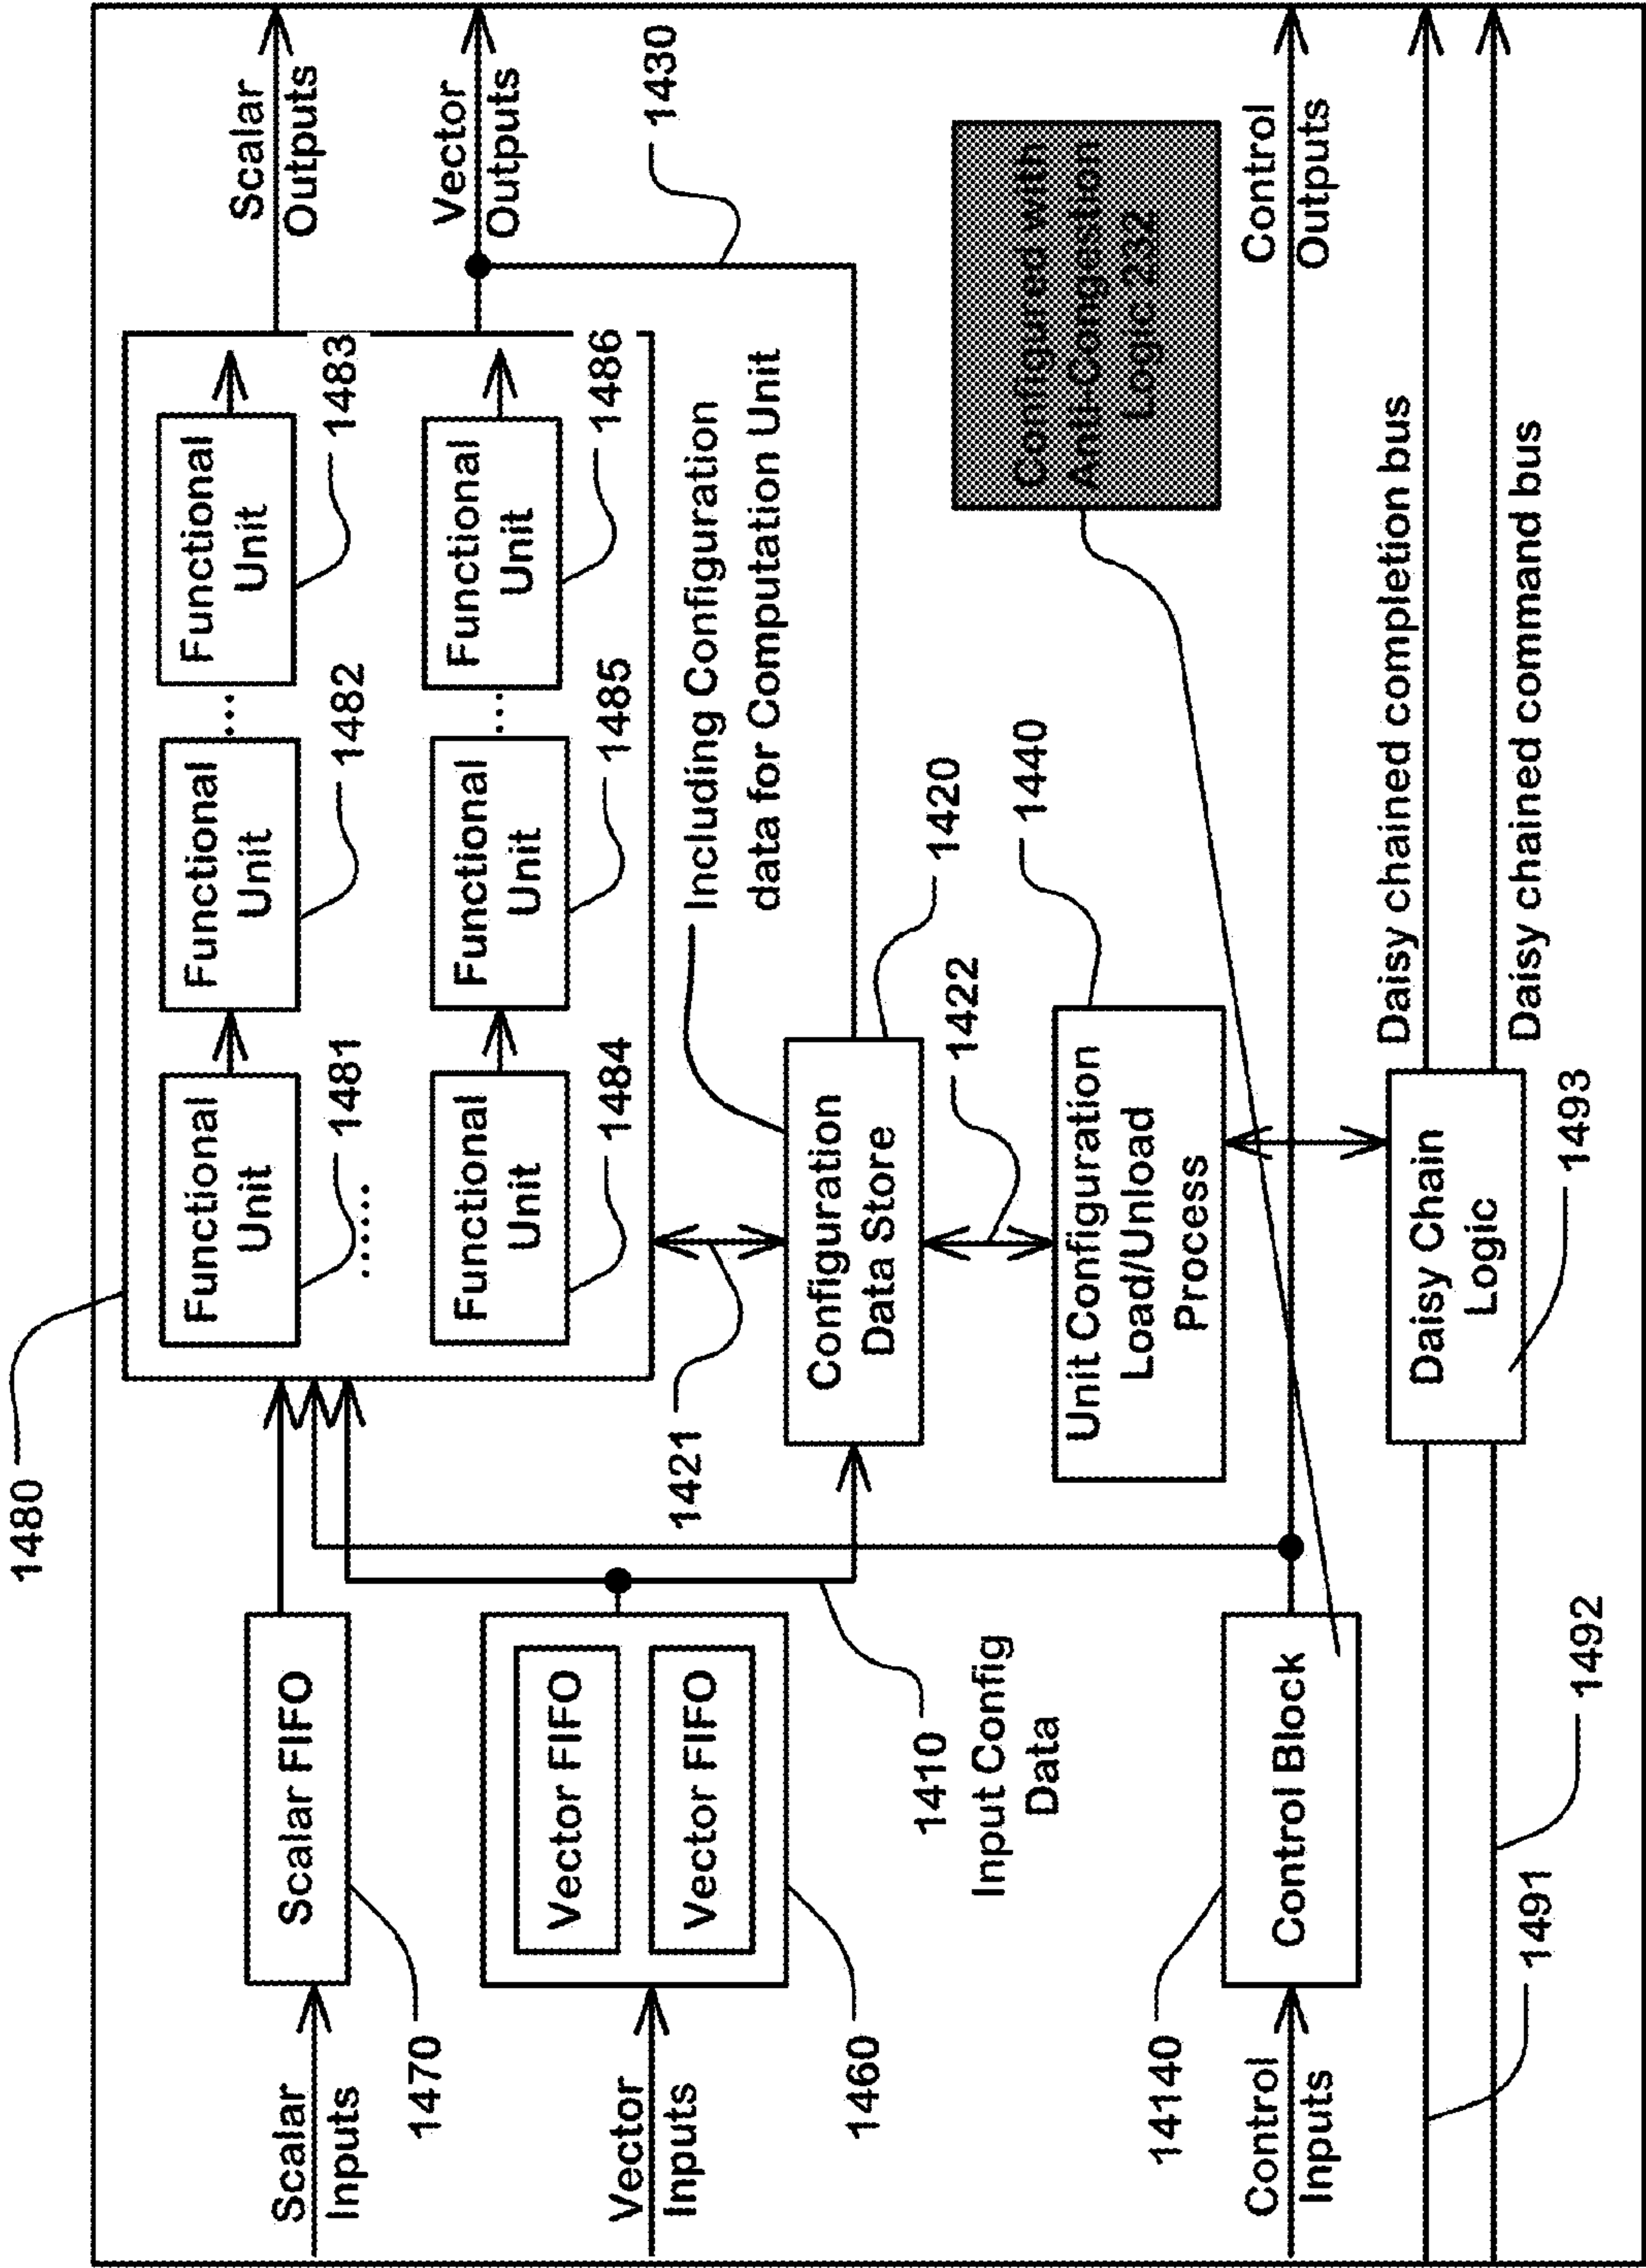 1480
Scalar
Inputs
1470
Scalar FIFO
Functional
Unit
1481
......
Functional
Unit
1482
...
Functional
Unit
1483
Scalar
Outputs
Vector
Inputs
1460
Vector FIFO
Vector FIFO
Functional
Unit
1484
Functional
Unit
1485
...
Functional
Unit
1486
Vector
Outputs
1430
1421
Including Configuration
data for Computation Unit
1410
Input Config
Data
Configuration
Data Store
1420
1422
Unit Configuration
Load/Unload
Process
1440
Configured with
Anti-Congestion
Logic 232
Control
Inputs
14140
Control Block
Control
Outputs
Daisy chained completion bus
Daisy Chain
Logic
1493
Daisy chained command bus
1491
1492